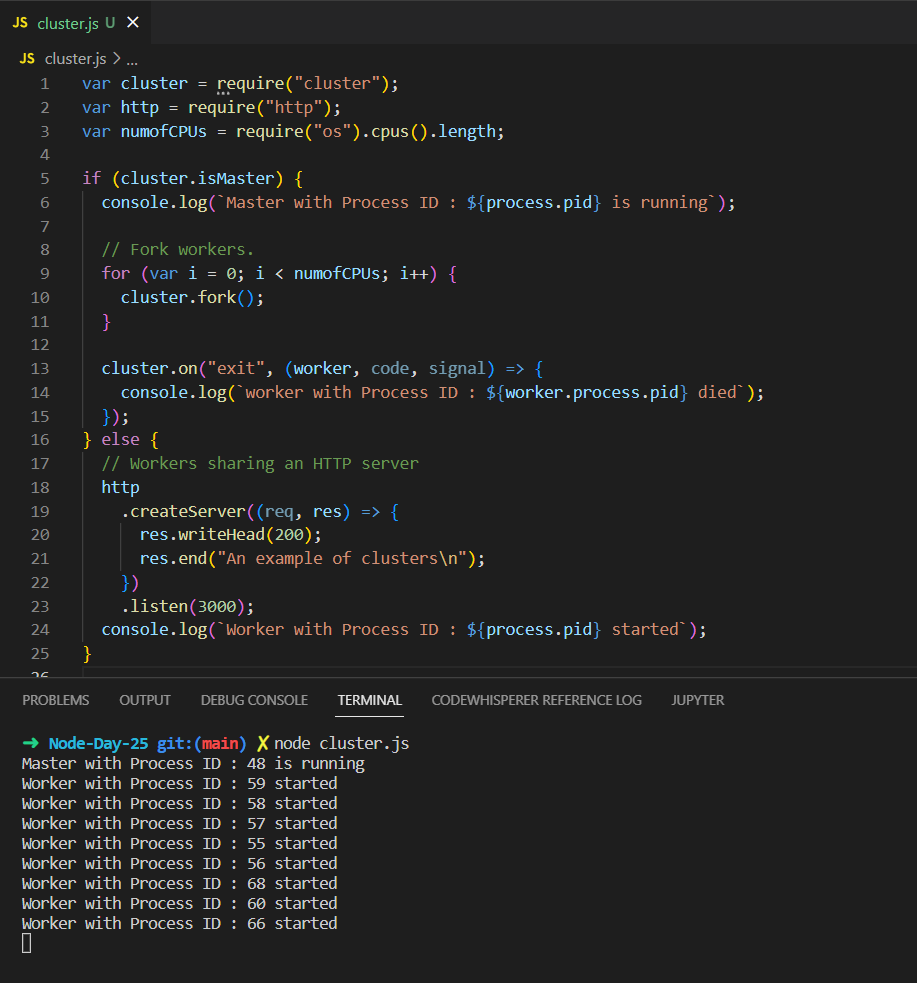 JS cluster.js U ✕
JS cluster.js > ...
1 var cluster = require("cluster");
2 var http = require("http");
3 var numofCPUs = require("os").cpus().length;
4
5 if (cluster.isMaster) {
6   console.log(`Master with Process ID : ${process.pid} is running`);
7
8   // Fork workers.
9   for (var i = 0; i < numofCPUs; i++) {
10     cluster.fork();
11   }
12
13   cluster.on("exit", (worker, code, signal) => {
14     console.log(`worker with Process ID : ${worker.process.pid} died`);
15   });
16 } else {
17   // Workers sharing an HTTP server
18   http
19     .createServer((req, res) => {
20       res.writeHead(200);
21       res.end("An example of clusters\n");
22     })
23     .listen(3000);
24   console.log(`Worker with Process ID : ${process.pid} started`);
25 }
26
PROBLEMS OUTPUT DEBUG CONSOLE TERMINAL CODEWHISPERER REFERENCE LOG JUPYTER
➜ Node-Day-25 git:(main) ✗ node cluster.js
Master with Process ID : 48 is running
Worker with Process ID : 59 started
Worker with Process ID : 58 started
Worker with Process ID : 57 started
Worker with Process ID : 55 started
Worker with Process ID : 56 started
Worker with Process ID : 68 started
Worker with Process ID : 60 started
Worker with Process ID : 66 started